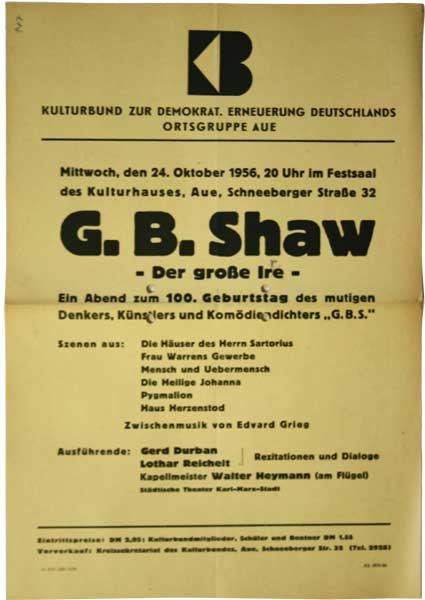 KB
KULTURBUND ZUR DEMOKRAT. ERNEUERUNG DEUTSCHLANDS
ORTSGRUPPE AUE
Mittwoch, den 24. Oktober 1956, 20 Uhr im Festsaal
des Kulturhauses, Aue, Schneeberger Straße 32
G. B. Shaw
- Der große Ire -
Ein Abend zum 100. Geburtstag des mutigen
Denkers, Künstlers und Komödiendichters „G.B.S."
Szenen aus: Die Häuser des Herrn Sartorius
Frau Warrens Gewerbe
Mensch und Uebermensch
Die Heilige Johanna
Pygmalion
Haus Herzenstod
Zwischenmusik von Edvard Grieg
Ausführende: Gerd Durban
Lothar Reichelt
Rezitationen und Dialoge
Kapellmeister Walter Heymann (am Flügel)
Städtische Theater Karl-Marx-Stadt
Eintrittspreise: DM 2,05; Kulturbundmitglieder, Schüler und Rentner DM 1,55
Vorverkauf: Kreissekretariat des Kulturbundes, Aue, Schneeberger Str. 32 (Tel. 2928)